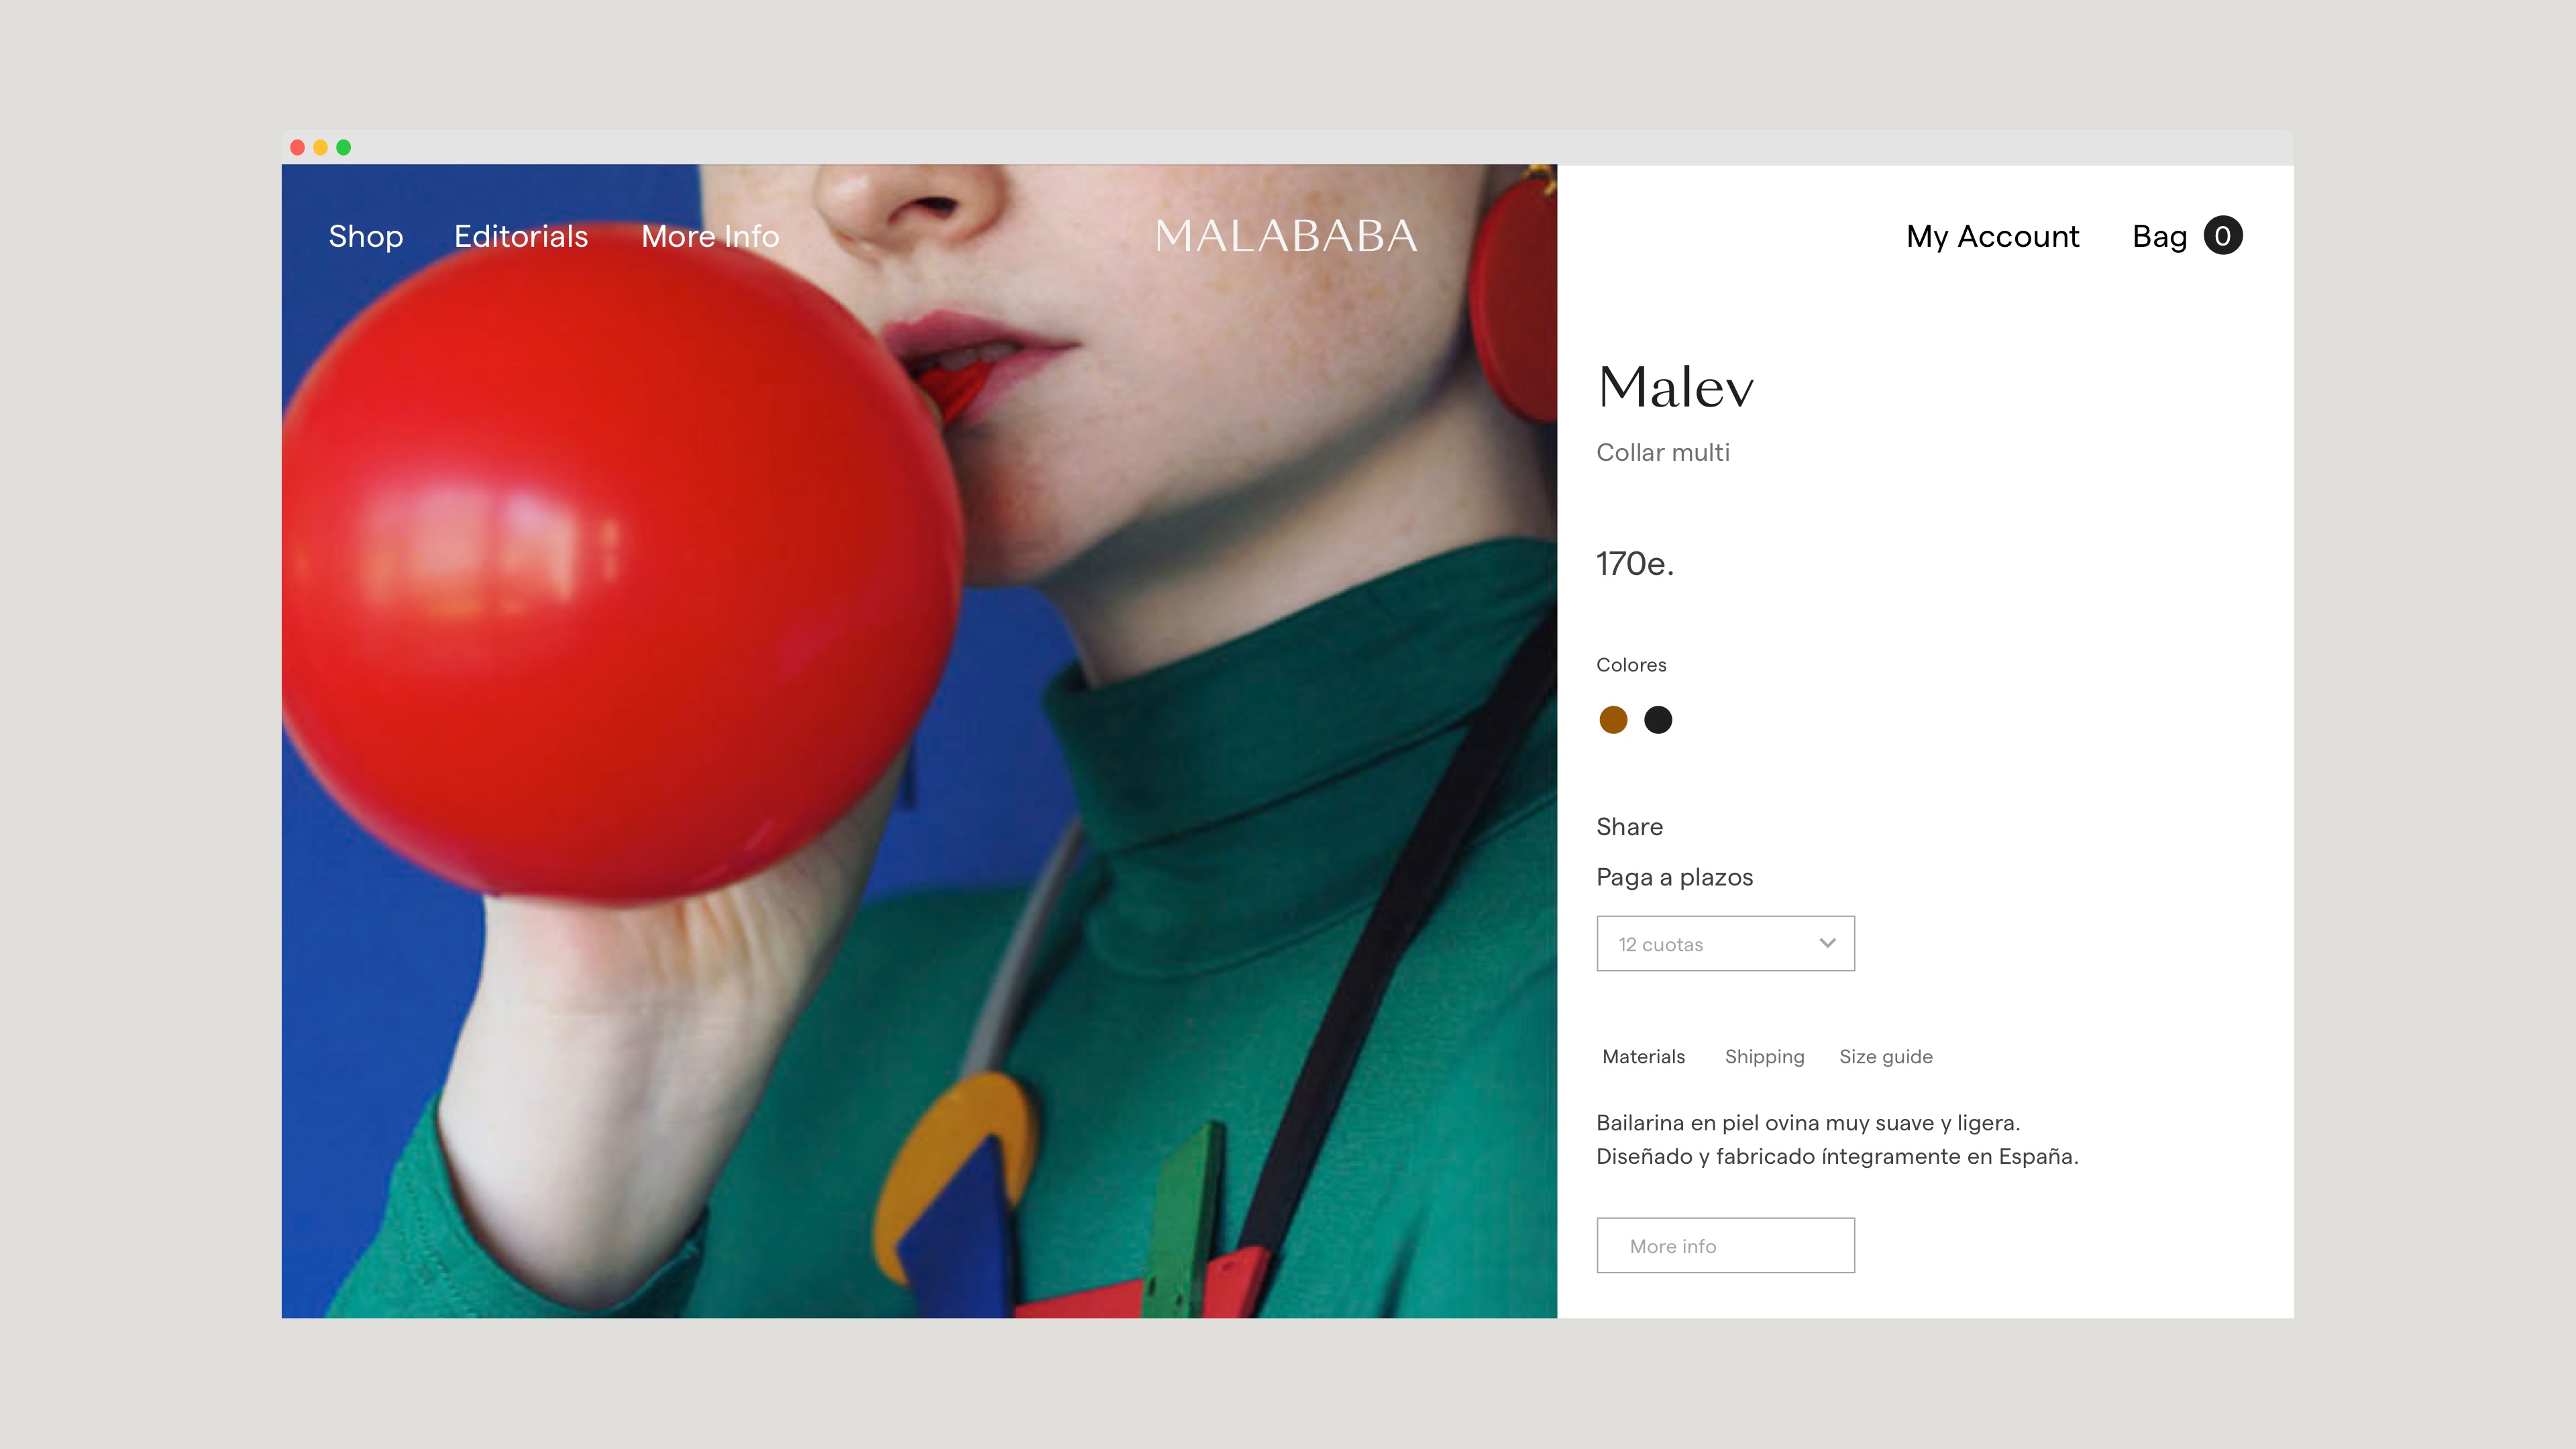 Shop Editorials More Info MALABABA My Account Bag 0
Malev
Collar multi
170e.
Colores
Share
Paga a plazos
12 cuotas
Materials Shipping Size guide
Bailarina en piel ovina muy suave y ligera.
Diseñado y fabricado íntegramente en España.
More info